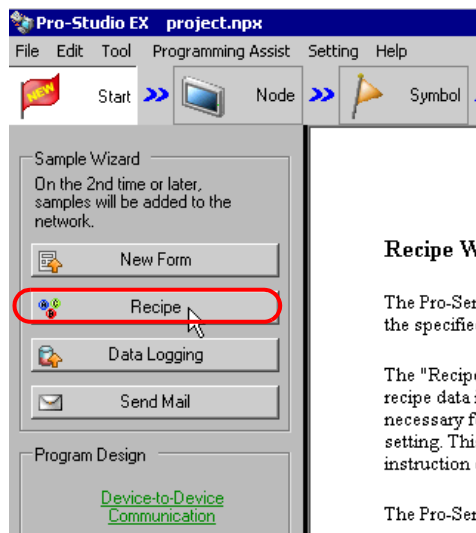 Pro-Studio EX project.npx
File Edit Tool Programming Assist Setting Help
NEW Start Node Symbol
Sample Wizard
On the 2nd time or later,
samples will be added to the
network.
New Form
Recipe
Data Logging
Send Mail
Program Design
Device-to-Device
Communication
Recipe
The Pro-Ser
the specifie
The "Recipe
recipe data
necessary f
setting. Thi
instruction
The Pro-Ser